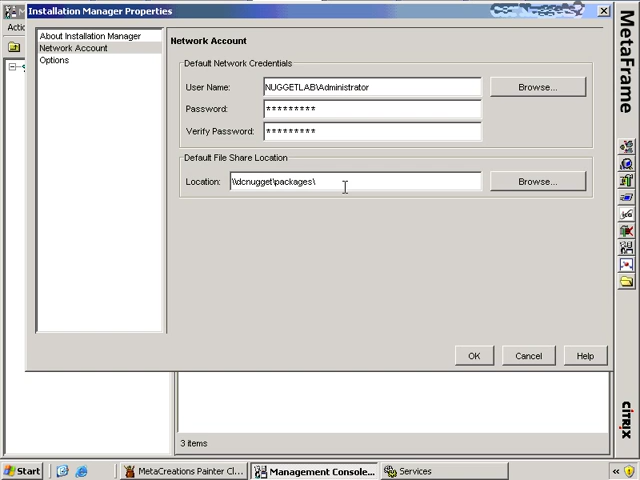 Installation Manager Properties
Actio
About Installation Manager
Network Account
Options
Network Account
Default Network Credentials
User Name:
NUGGETLAB\Administrator
Browse...
Password:
*********
Verify Password:
*********
Default File Share Location
Location:
\\dcnugget\packages\
Browse...
OK
Cancel
Help
3 items
MetaFrame
CITRIX
Start
MetaCreations Painter Cl...
Management Console...
Services
«